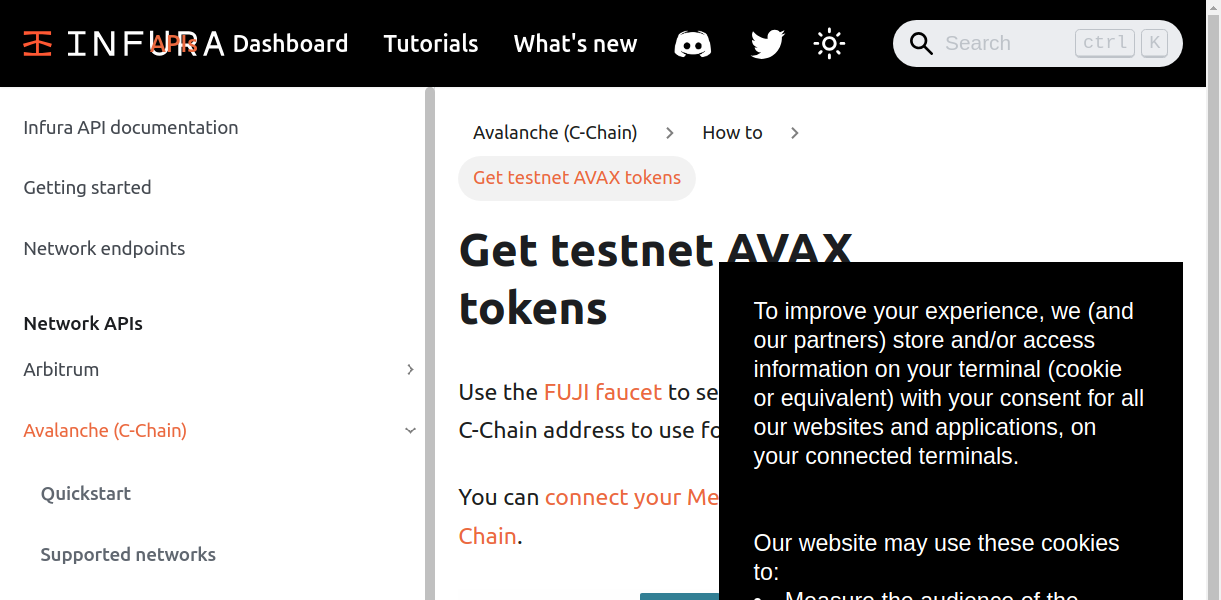 INFURA APIs Dashboard Tutorials What's new Search ctrl K
Infura API documentation
Getting started
Network endpoints
Network APIs
Arbitrum
Avalanche (C-Chain)
Quickstart
Supported networks
Avalanche (C-Chain) > How to >
Get testnet AVAX tokens
Get testnet AVAX
tokens
Use the FUJI faucet to se
C-Chain address to use fo
You can connect your Me
Chain.
To improve your experience, we (and
our partners) store and/or access
information on your terminal (cookie
or equivalent) with your consent for all
our websites and applications, on
your connected terminals.
Our website may use these cookies
to:
• Measure the audience of the